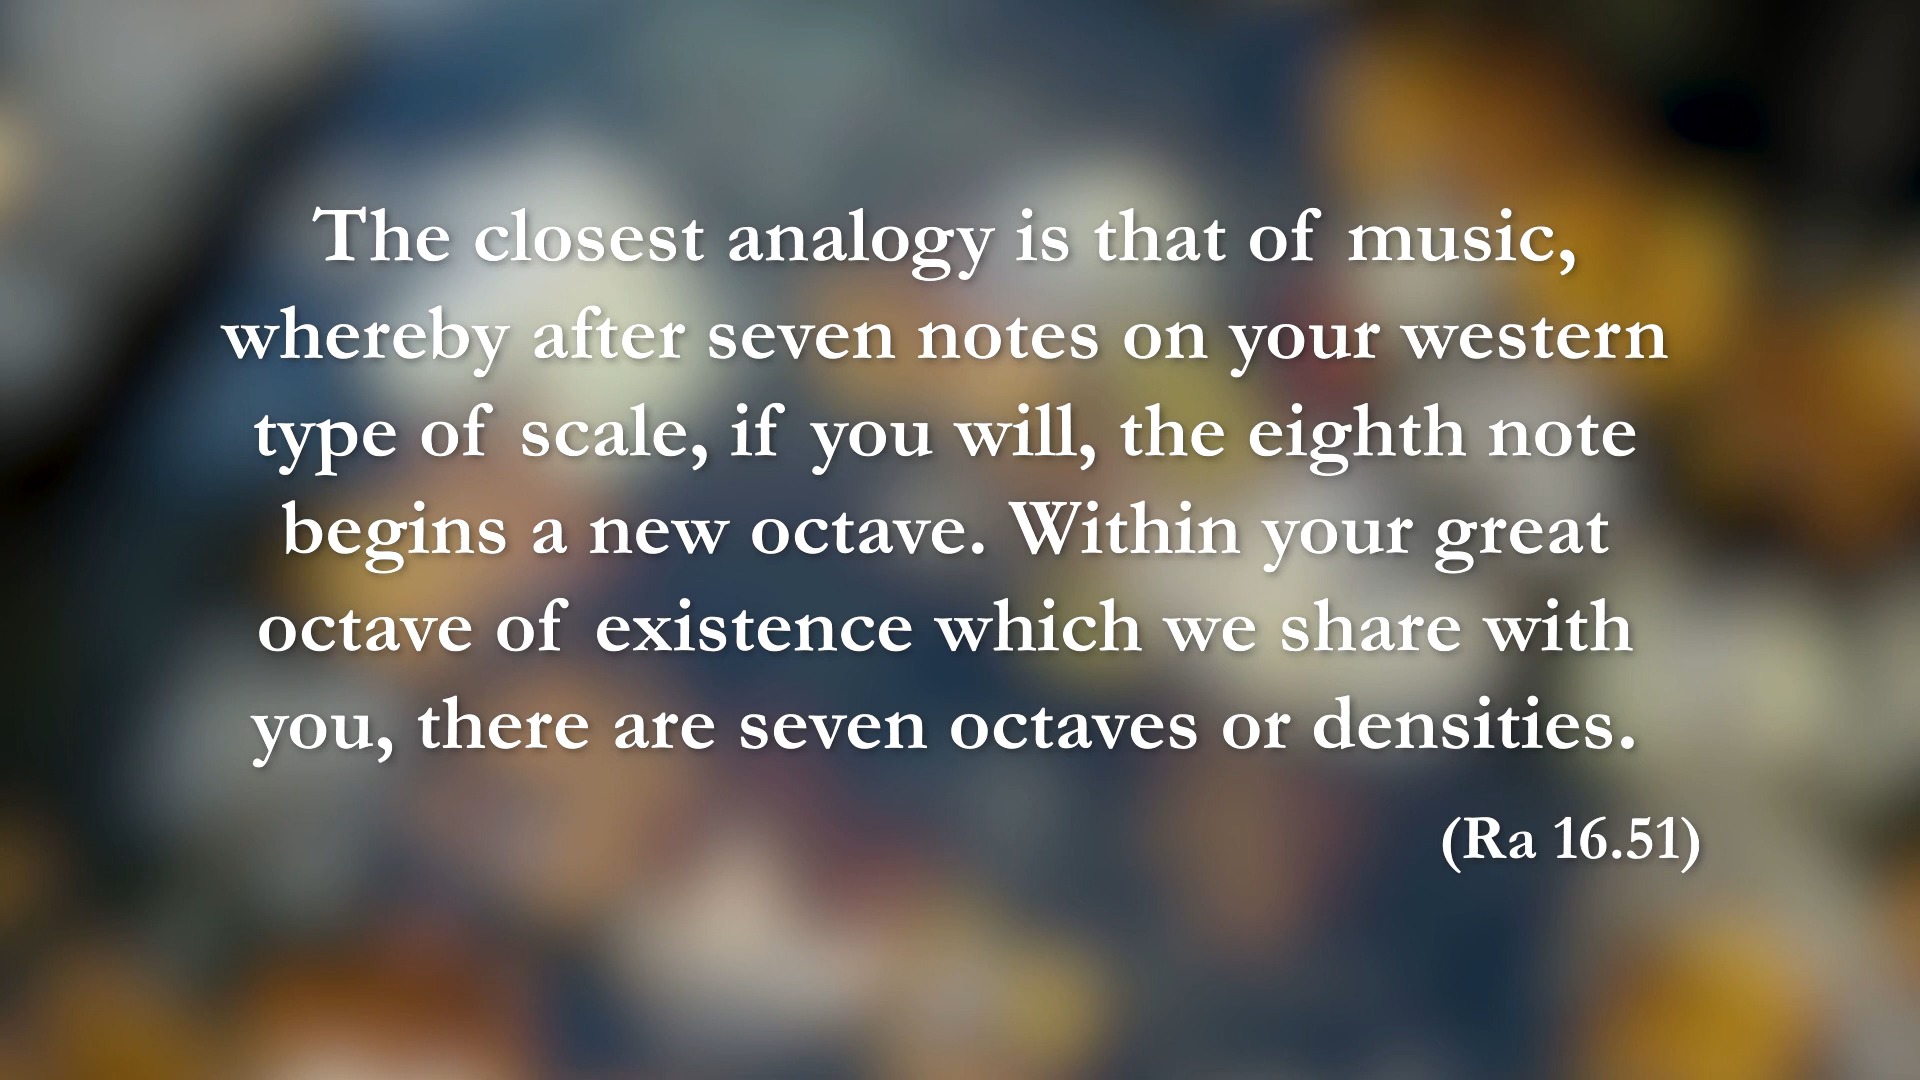 The closest analogy is that of music,
whereby after seven notes on your western
type of scale, if you will, the eighth note
begins a new octave. Within your great
octave of existence which we share with
you, there are seven octaves or densities.
(Ra 16.51)